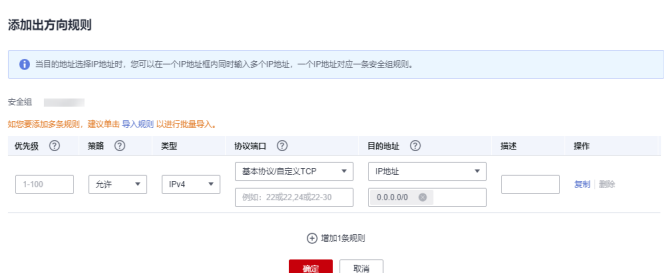 添加出方向规则
当目的地址选择IP地址时，您可以在一个IP地址框内同时输入多个IP地址，一个IP地址对应一条安全组规则。
安全组
如您要添加多条规则，建议单击 导入规则 以进行批量导入。
优先级 策略 类型 协议端口 目的地址 描述 操作
基本协议/自定义TCP IP地址
1-100 允许 IPv4 复制 删除
例如：22或22,24或22-30 0.0.0.0/0
增加1条规则
确定 取消